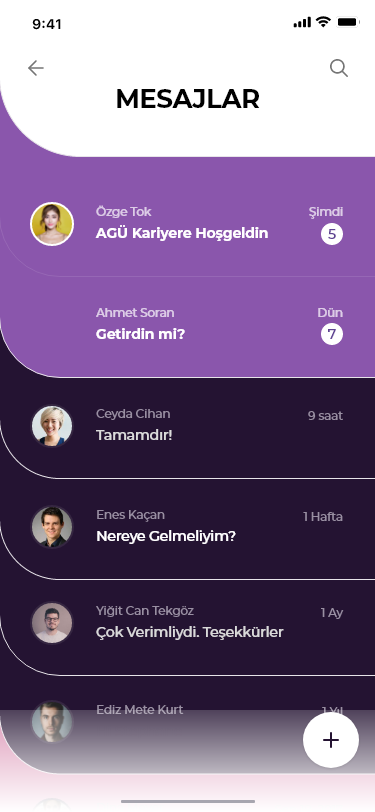 9:41
MESAJLAR
Özge Tok
Şimdi
AGÜ Kariyere Hoşgeldin
5
Ahmet Soran
Dün
Getirdin mi?
7
Ceyda Cihan
9 saat
Tamamdır!
Enes Kaçan
1 Hafta
Nereye Gelmeliyim?
Yiğit Can Tekgöz
1 Ay
Çok Verimliydi. Teşekkürler
Ediz Mete Kurt
1 Yıl